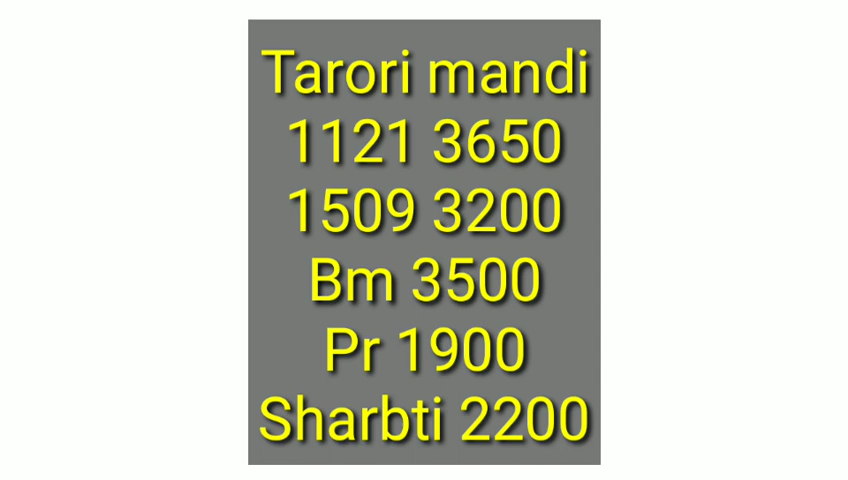 Tarori mandi
1121 3650
1509 3200
Bm 3500
Pr 1900
Sharbti 2200